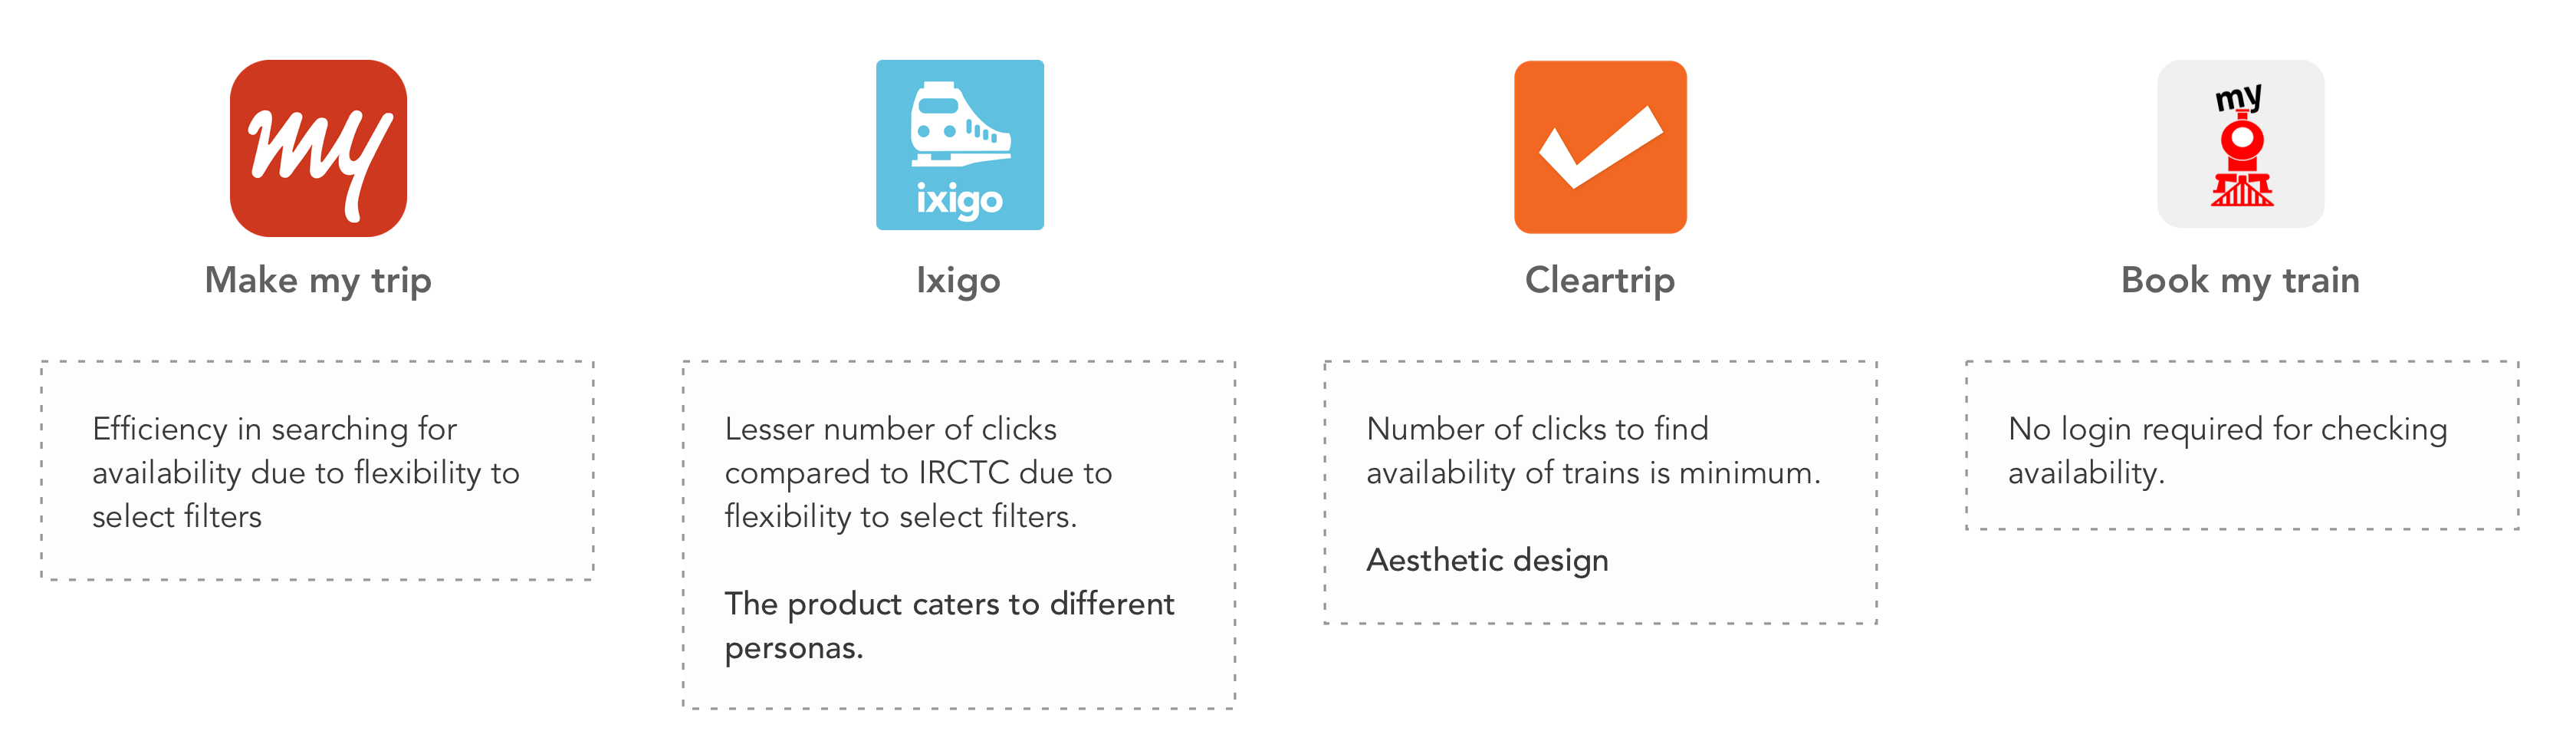 my
ixigo
my
Make my trip
Ixigo
Cleartrip
Book my train
Efficiency in searching for
availability due to flexibility to
select filters
Lesser number of clicks
compared to IRCTC due to
flexibility to select filters.
The product caters to different
personas.
Number of clicks to find
availability of trains is minimum.
Aesthetic design
No login required for checking
availability.